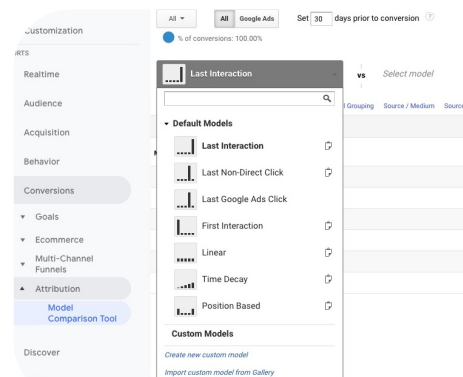 All
All Google Ads
Set 30 days prior to conversion ?
% of conversions: 100.00%
Customization
Realtime
Audience
Acquisition
Behavior
Conversions
Goals
Ecommerce
Multi-Channel
Funnels
Attribution
Model
Comparison Tool
Discover
Last Interaction
vs
Select model
Grouping
Source / Medium
Default Models
Last Interaction
Last Non-Direct Click
Last Google Ads Click
First Interaction
Linear
Time Decay
Position Based
Custom Models
Create new custom model
Import custom model from Gallery